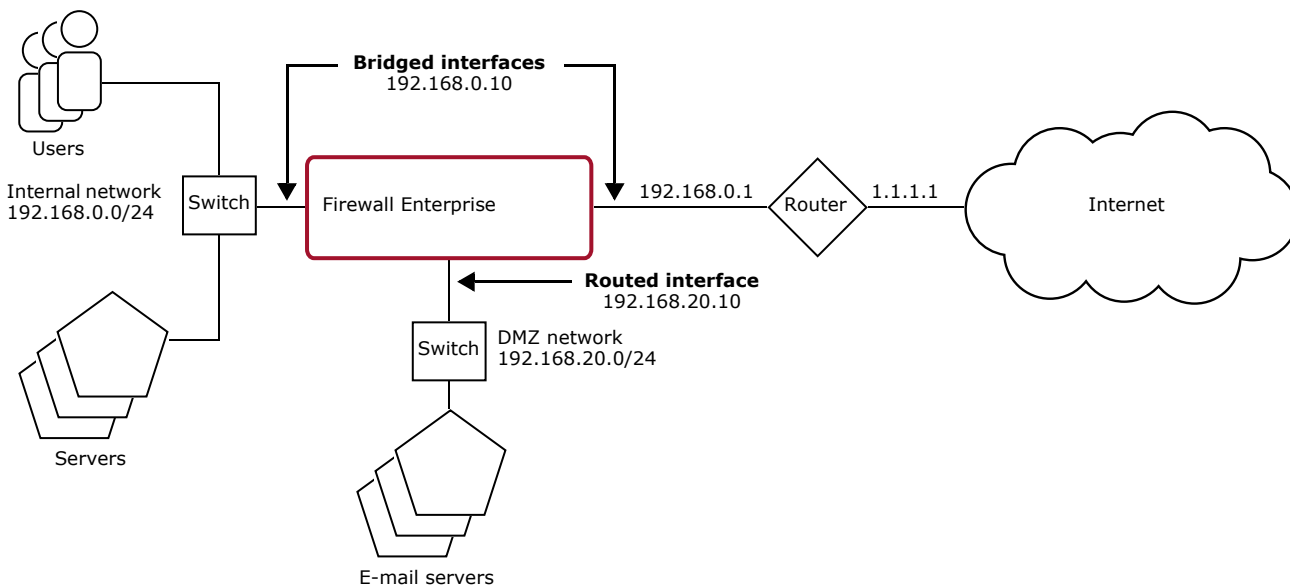 Bridged interfaces
192.168.0.10
Users
Internal network
192.168.0.0/24
Switch
Firewall Enterprise
192.168.0.1
Router
1.1.1.1
Internet
Routed interface
192.168.20.10
Switch
DMZ network
192.168.20.0/24
Servers
E-mail servers